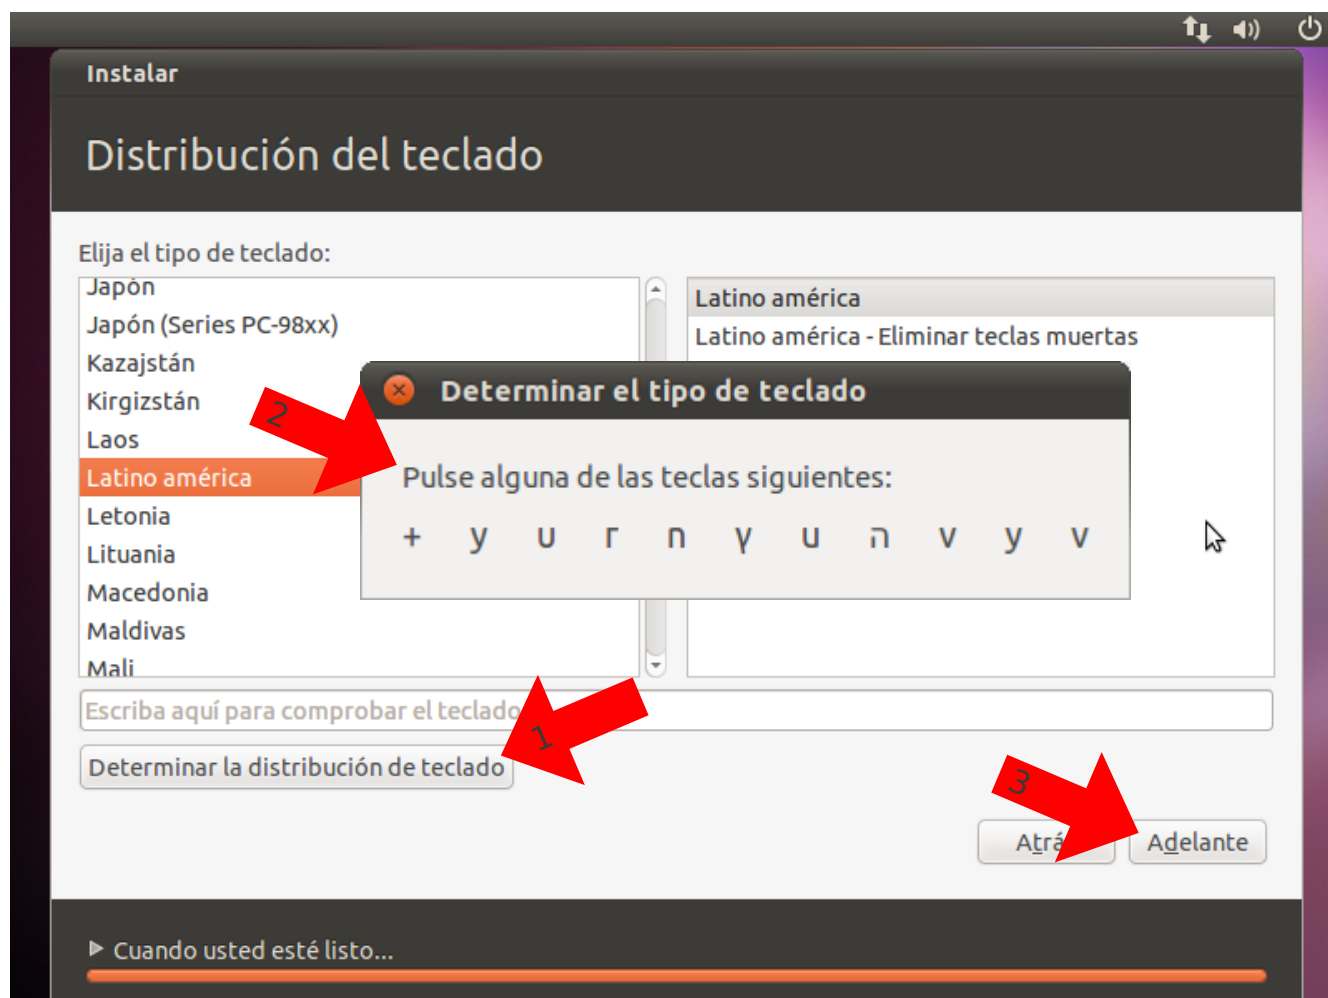 Instalar
Distribución del teclado
Elija el tipo de teclado:
Japón
Japón (Series PC-98xx)
Kazajstán
Kirgizstán
Laos
Latino américa
Letonia
Lituania
Macedonia
Maldivas
Mali
Latino américa
Latino américa - Eliminar teclas muertas
2
Determinar el tipo de teclado
Pulse alguna de las teclas siguientes:
+ y u r n γ u ה v y v
Escriba aquí para comprobar el teclado
1
Determinar la distribución de teclado
3
Adelante
Cuando usted esté listo...